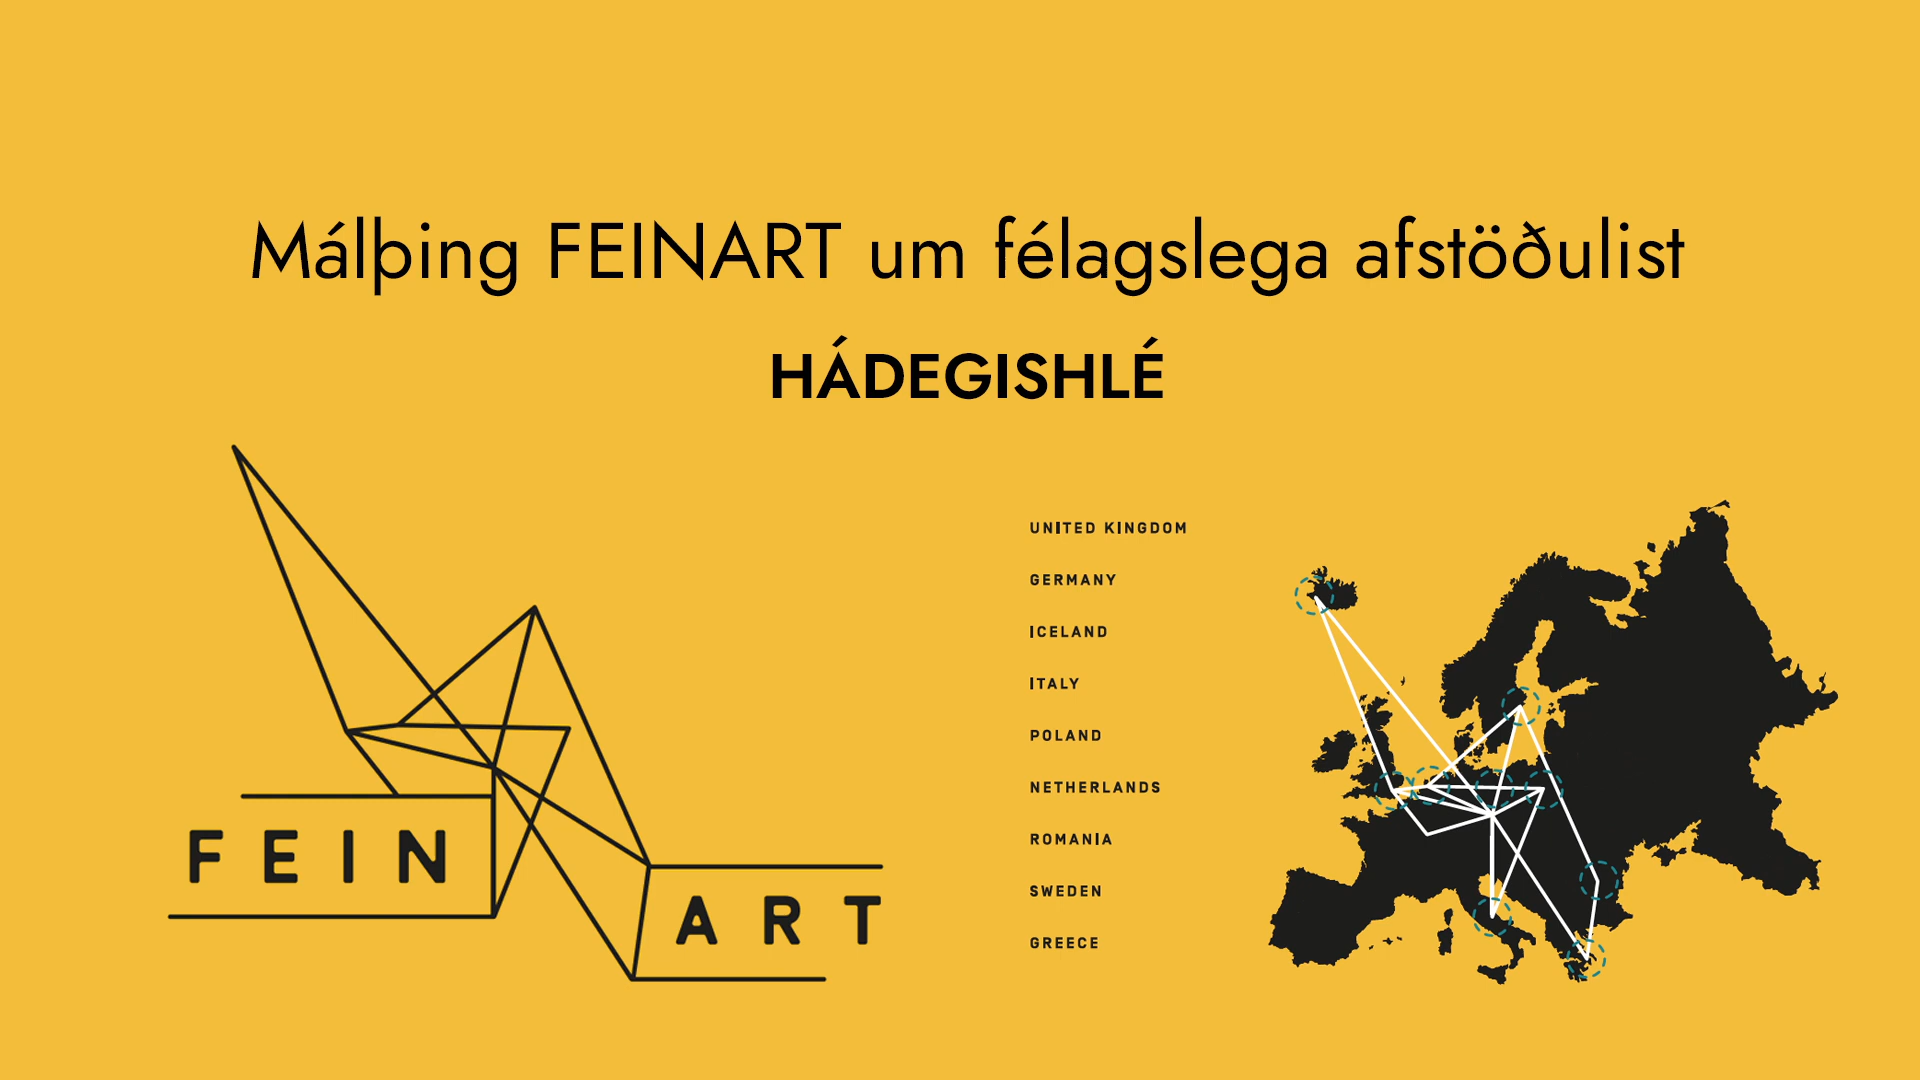 Málþing FEINART um félagslega afstöðulist
HÁDEGISHLÉ
FEIN
ART
UNITED KINGDOM
GERMANY
ICELAND
ITALY
POLAND
NETHERLANDS
ROMANIA
SWEDEN
GREECE